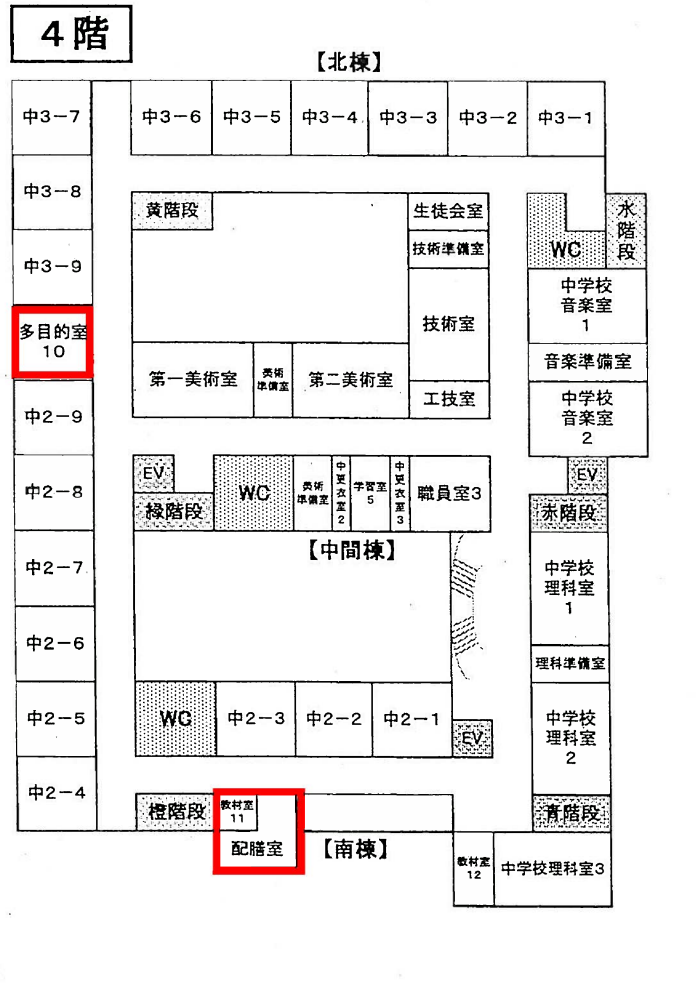 4階
【北棟】
中3-7
中3-6
中3-5
中3-4
中3-3
中3-2
中3-1
中3-8
黄階段
生徒会室
水
階
段
技術準備室
WC
中3-9
中学校
音楽室
1
多目的室
10
技術室
第一美術室
美術
準備室
第二美術室
音楽準備室
工技室
中2-9
中学校
音楽室
2
EV
WC
美術
準備室
中
更
衣
室
2
学習室
5
中
更
衣
室
3
職員室3
EV
中2-8
緑階段
赤階段
【中間棟】
中2-7
中学校
理科室
1
中2-6
理科準備室
中2-5
WC
中2-3
中2-2
中2-1
EV
中学校
理科室
2
中2-4
橙階段
教材室
11
青階段
配膳室
【南棟】
教材室
12
中学校理科室3